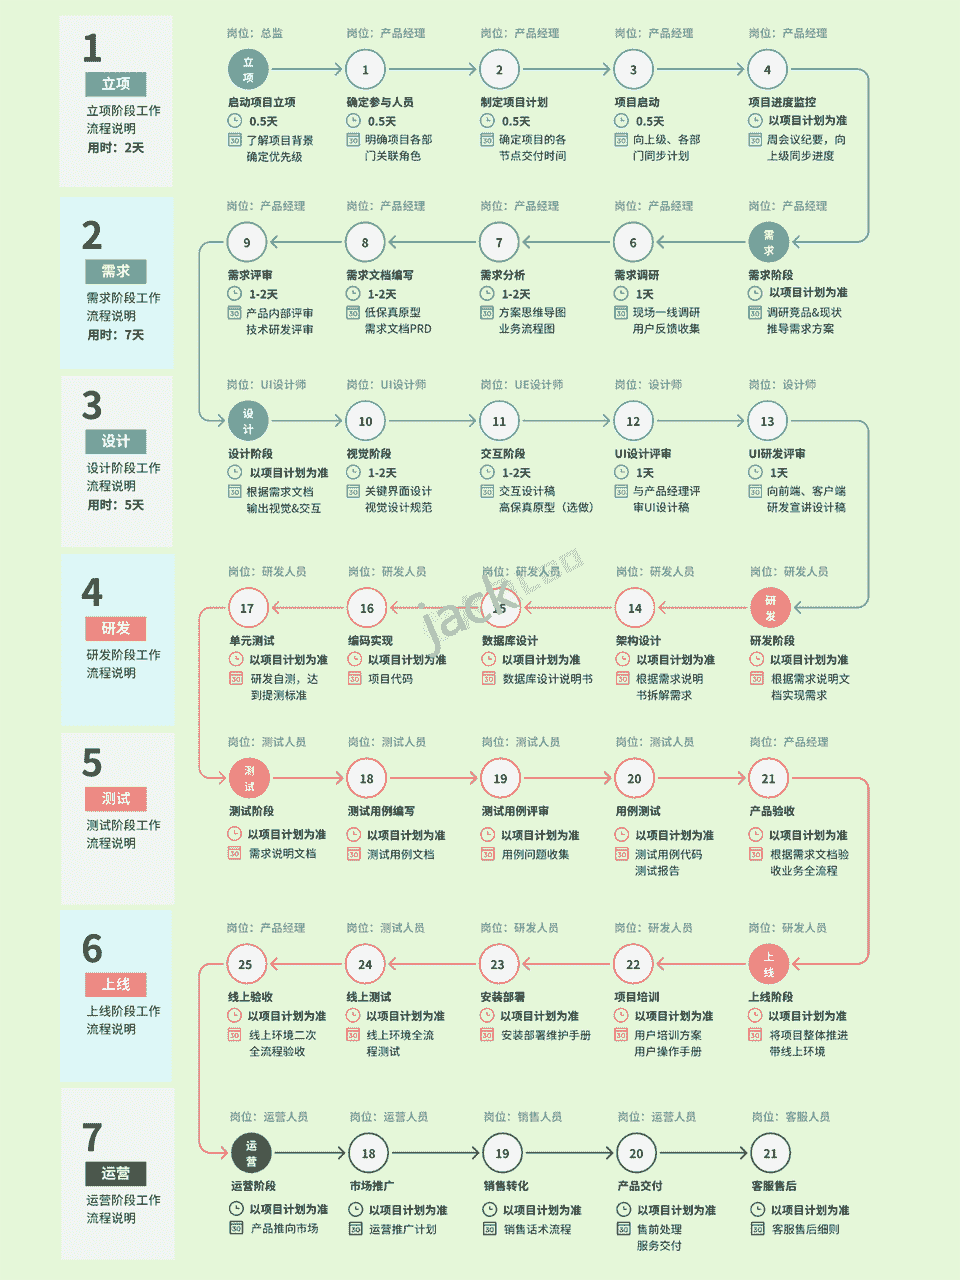 1
立项
立项阶段工作
流程说明
用时：2天
岗位：总监
立
项
启动项目立项
0.5天
30
了解项目背景
确定优先级
岗位：产品经理
1
确定参与人员
0.5天
30
明确项目各部
门关联角色
岗位：产品经理
2
制定项目计划
0.5天
30
确定项目的各
节点交付时间
岗位：产品经理
3
项目启动
0.5天
30
向上级、各部
门同步计划
岗位：产品经理
4
项目进度监控
以项目计划为准
30
周会议纪要，向
上级同步进度
2
需求
需求阶段工作
流程说明
用时：7天
岗位：产品经理
9
需求评审
1-2天
30
产品内部评审
技术研发评审
岗位：产品经理
8
需求文档编写
1-2天
30
低保真原型
需求文档PRD
岗位：产品经理
7
需求分析
1-2天
30
方案思维导图
业务流程图
岗位：产品经理
6
需求调研
1天
30
现场一线调研
用户反馈收集
岗位：产品经理
需
求
需求阶段
以项目计划为准
30
调研竞品&现状
推导需求方案
3
设计
设计阶段工作
流程说明
用时：5天
岗位：UI设计师
设
计
设计阶段
以项目计划为准
30
根据需求文档
输出视觉&交互
岗位：UI设计师
10
视觉阶段
1-2天
30
关键界面设计
视觉设计规范
岗位：UE设计师
11
交互阶段
1-2天
30
交互设计稿
高保真原型（选做）
岗位：设计师
12
UI设计评审
1天
30
与产品经理评
审UI设计稿
岗位：设计师
13
UI研发评审
1天
30
向前端、客户端
研发宣讲设计稿
4
研发
研发阶段工作
流程说明
岗位：研发人员
17
单元测试
以项目计划为准
30
研发自测，达
到提测标准
岗位：研发人员
16
编码实现
以项目计划为准
30
项目代码
岗位：研发人员
15
数据库设计
以项目计划为准
30
数据库设计说明书
岗位：研发人员
14
架构设计
以项目计划为准
30
根据需求说明
书拆解需求
岗位：研发人员
研
发
研发阶段
以项目计划为准
30
根据需求说明文
档实现需求
jackLao
5
测试
测试阶段工作
流程说明
岗位：测试人员
测
试
测试阶段
以项目计划为准
30
需求说明文档
岗位：测试人员
18
测试用例编写
以项目计划为准
30
测试用例文档
岗位：测试人员
19
测试用例评审
以项目计划为准
30
用例问题收集
岗位：测试人员
20
用例测试
以项目计划为准
30
测试用例代码
测试报告
岗位：产品经理
21
产品验收
以项目计划为准
30
根据需求文档验
收业务全流程
6
上线
上线阶段工作
流程说明
岗位：产品经理
25
线上验收
以项目计划为准
30
线上环境二次
全流程验收
岗位：测试人员
24
线上测试
以项目计划为准
30
线上环境全流
程测试
岗位：研发人员
23
安装部署
以项目计划为准
30
安装部署维护手册
岗位：研发人员
22
项目培训
以项目计划为准
30
用户培训方案
用户操作手册
岗位：研发人员
上
线
上线阶段
以项目计划为准
30
将项目整体推进
带线上环境
7
运营
运营阶段工作
流程说明
岗位：运营人员
运
营
运营阶段
以项目计划为准
30
产品推向市场
岗位：运营人员
18
市场推广
以项目计划为准
30
运营推广计划
岗位：销售人员
19
销售转化
以项目计划为准
30
销售话术流程
岗位：运营人员
20
产品交付
以项目计划为准
30
售前处理
服务交付
岗位：客服人员
21
客服售后
以项目计划为准
30
客服售后细则